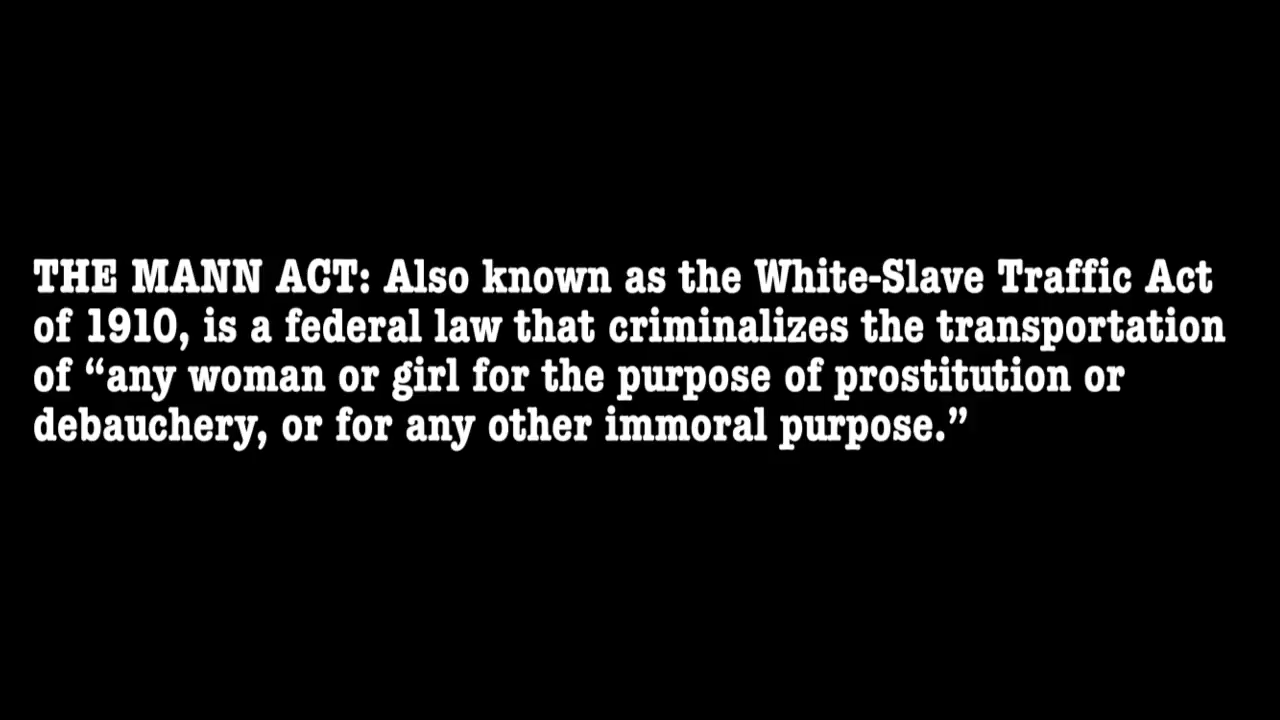 THE MANN ACT: Also known as the White-Slave Traffic Act
of 1910, is a federal law that criminalizes the transportation
of “any woman or girl for the purpose of prostitution or
debauchery, or for any other immoral purpose.”